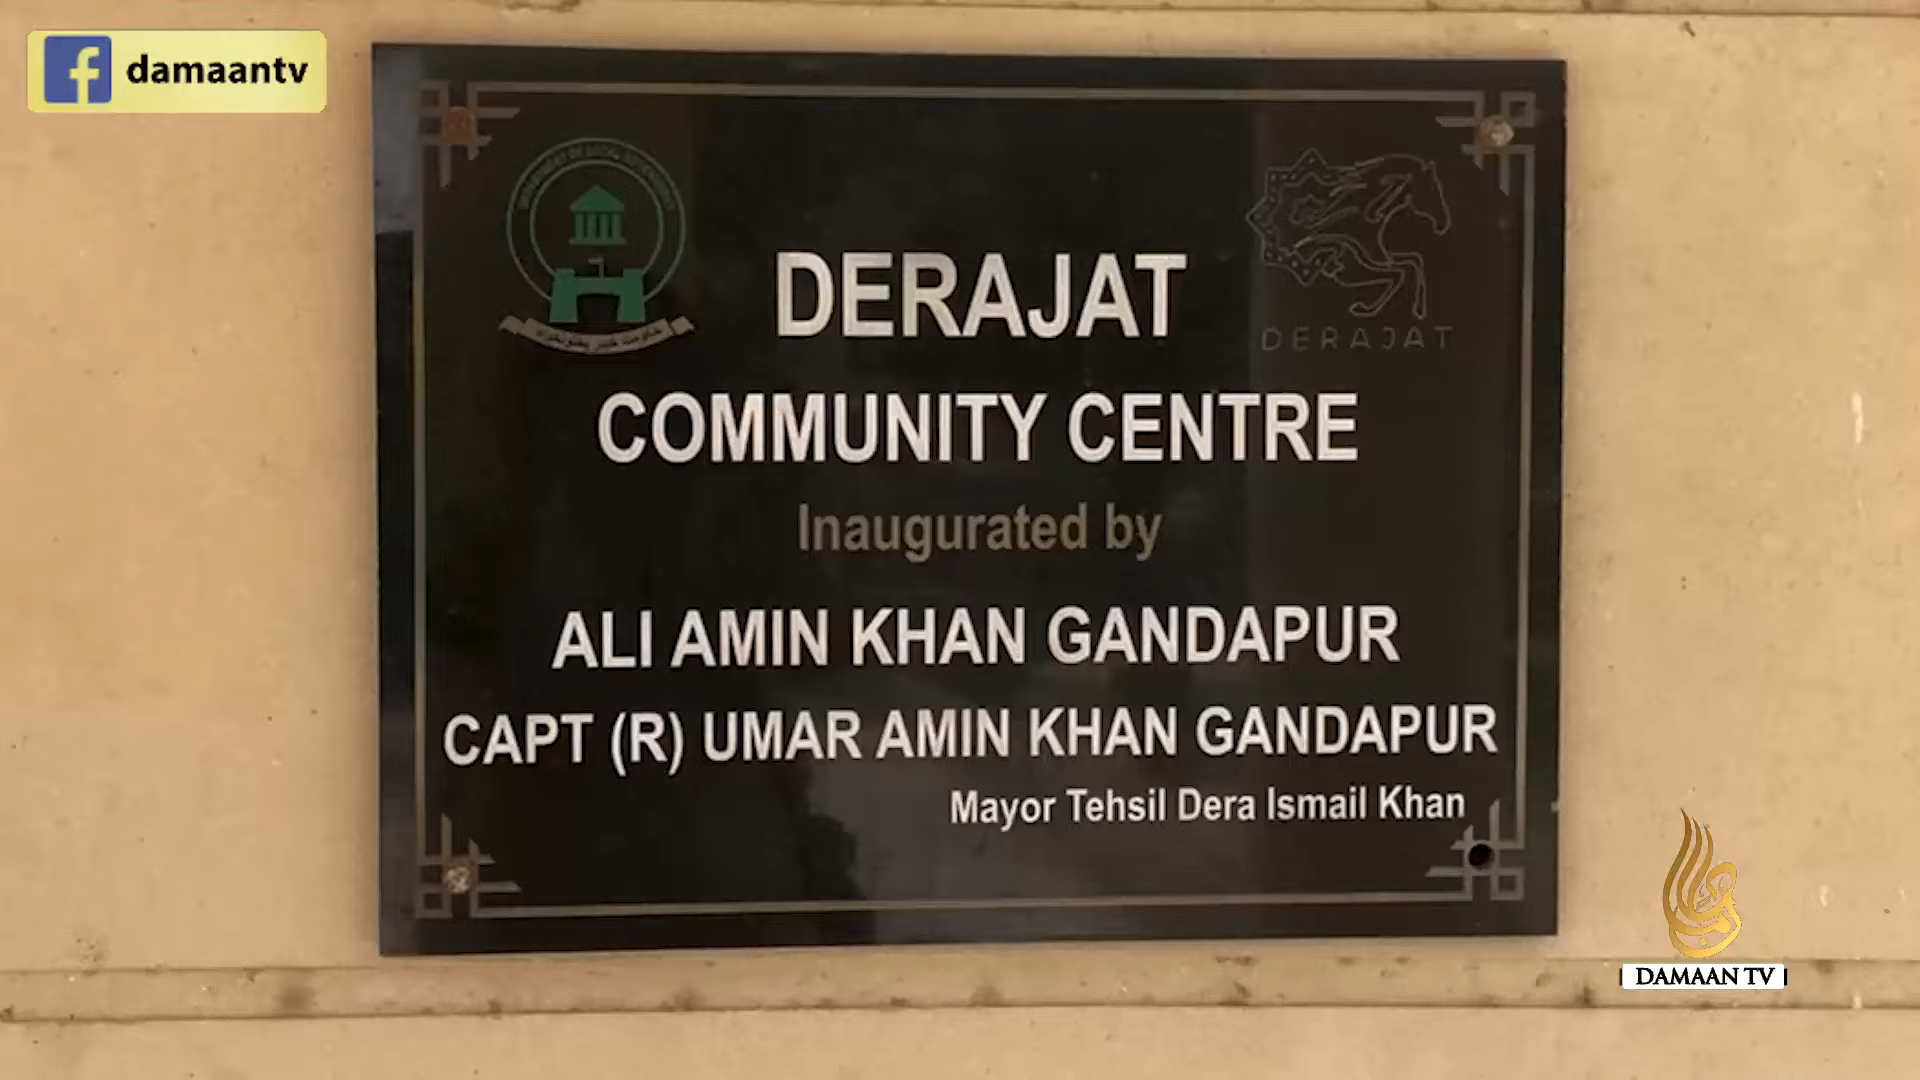 damaantv
DERAJAT
DERAJAT
COMMUNITY CENTRE
Inaugurated by
ALI AMIN KHAN GANDAPUR
CAPT (R) UMAR AMIN KHAN GANDAPUR
Mayor Tehsil Dera Ismail Khan
DAMAAN TV